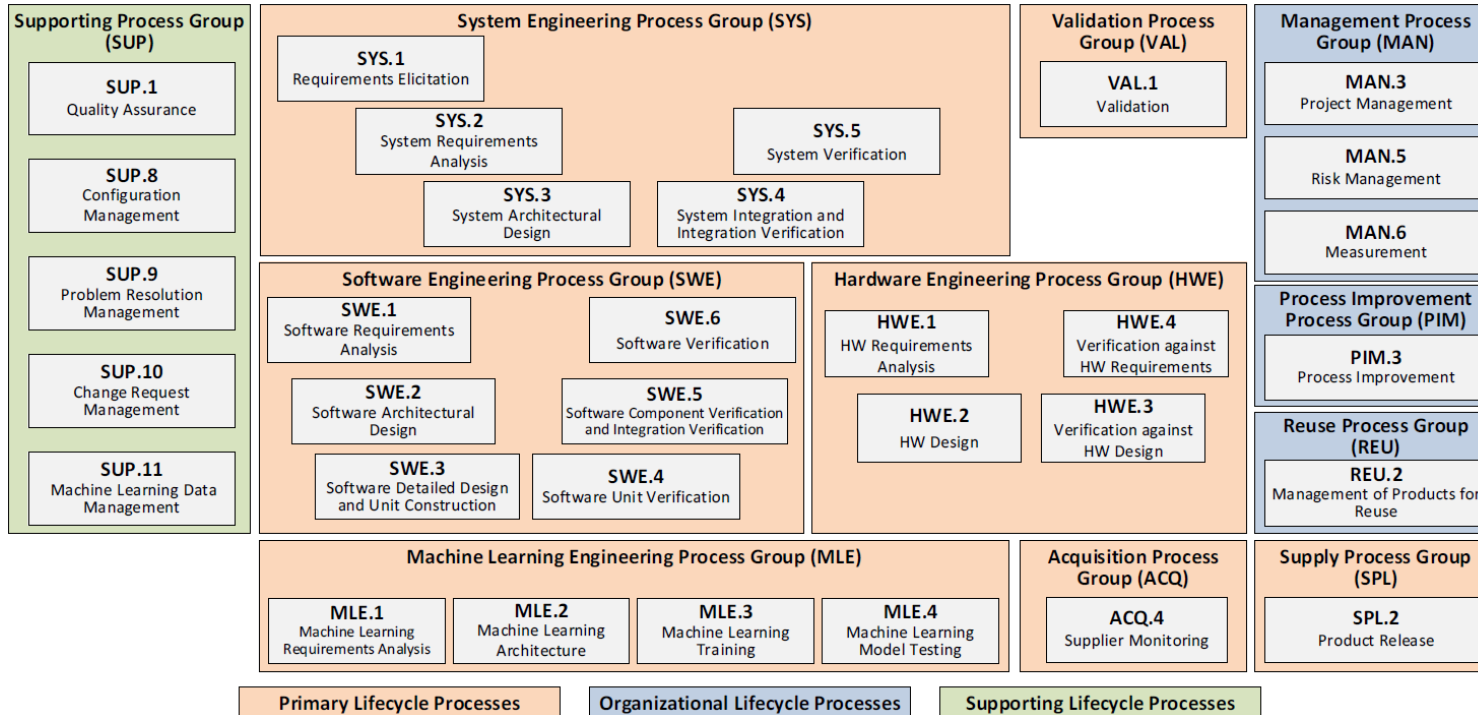 Supporting Process Group
(SUP)
SUP.1
Quality Assurance
SUP.8
Configuration
Management
SUP.9
Problem Resolution
Management
SUP.10
Change Request
Management
SUP.11
Machine Learning Data
Management
System Engineering Process Group (SYS)
SYS.1
Requirements Elicitation
SYS.2
System Requirements
Analysis
SYS.3
System Architectural
Design
SYS.5
System Verification
SYS.4
System Integration and
Integration Verification
Validation Process
Group (VAL)
VAL.1
Validation
Management Process
Group (MAN)
MAN.3
Project Management
MAN.5
Risk Management
MAN.6
Measurement
Software Engineering Process Group (SWE)
SWE.1
Software Requirements
Analysis
SWE.2
Software Architectural
Design
SWE.3
Software Detailed Design
and Unit Construction
SWE.6
Software Verification
SWE.5
Software Component Verification
and Integration Verification
SWE.4
Software Unit Verification
Hardware Engineering Process Group (HWE)
HWE.1
HW Requirements
Analysis
HWE.2
HW Design
HWE.4
Verification against
HW Requirements
HWE.3
Verification against
HW Design
Process Improvement
Process Group (PIM)
PIM.3
Process Improvement
Reuse Process Group
(REU)
REU.2
Management of Products for
Reuse
Machine Learning Engineering Process Group (MLE)
MLE.1
Machine Learning
Requirements Analysis
MLE.2
Machine Learning
Architecture
MLE.3
Machine Learning
Training
MLE.4
Machine Learning
Model Testing
Acquisition Process
Group (ACQ)
ACQ.4
Supplier Monitoring
Supply Process Group
(SPL)
SPL.2
Product Release
Primary Lifecycle Processes
Organizational Lifecycle Processes
Supporting Lifecycle Processes